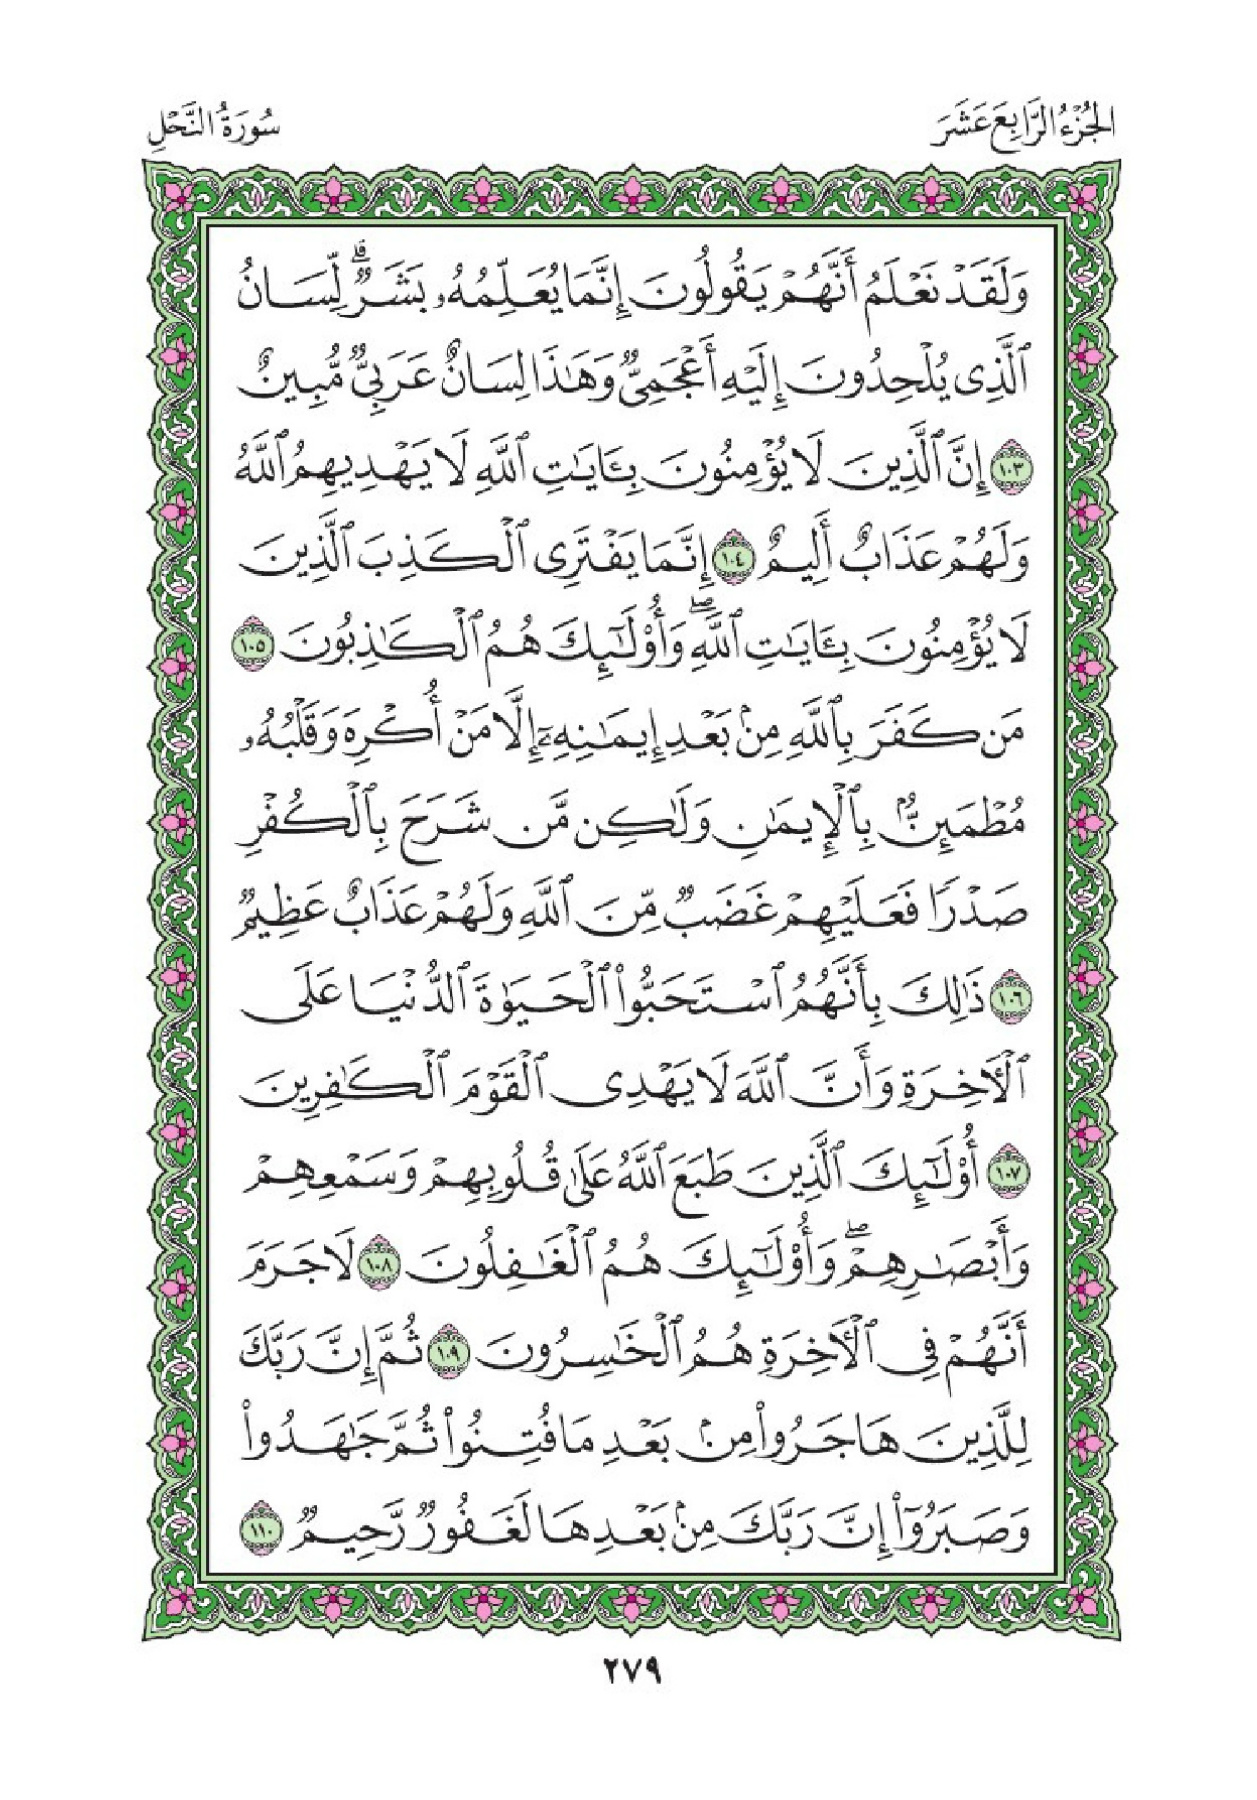 الجُزْءُ الرَّابِعَ عَشَرَ
سُورَةُ النَّحْلِ
وَلَقَدْ نَعْلَمُ أَنَّهُمْ يَقُولُونَ إِنَّمَا يُعَلِّمُهُۥ بَشَرٌۗ لِّسَانُ
ٱلَّذِى يُلْحِدُونَ إِلَيْهِ أَعْجَمِىٌّ وَهَٰذَا لِسَانٌ عَرَبِىٌّ مُّبِينٌ
١٠٣ إِنَّ ٱلَّذِينَ لَا يُؤْمِنُونَ بِـَٔايَٰتِ ٱللَّهِ لَا يَهْدِيهِمُ ٱللَّهُ
وَلَهُمْ عَذَابٌ أَلِيمٌ ١٠٤ إِنَّمَا يَفْتَرِى ٱلْكَذِبَ ٱلَّذِينَ
لَا يُؤْمِنُونَ بِـَٔايَٰتِ ٱللَّهِۖ وَأُو۟لَٰٓئِكَ هُمُ ٱلْكَٰذِبُونَ ١٠٥
مَن كَفَرَ بِٱللَّهِ مِنۢ بَعْدِ إِيمَٰنِهِۦٓ إِلَّا مَنْ أُكْرِهَ وَقَلْبُهُۥ
مُطْمَئِنٌّۢ بِٱلْإِيمَٰنِ وَلَٰكِن مَّن شَرَحَ بِٱلْكُفْرِ
صَدْرًا فَعَلَيْهِمْ غَضَبٌ مِّنَ ٱللَّهِ وَلَهُمْ عَذَابٌ عَظِيمٌ
١٠٦ ذَٰلِكَ بِأَنَّهُمُ ٱسْتَحَبُّوا۟ ٱلْحَيَوٰةَ ٱلدُّنْيَا عَلَى
ٱلْـَٔاخِرَةِ وَأَنَّ ٱللَّهَ لَا يَهْدِى ٱلْقَوْمَ ٱلْكَٰفِرِينَ
١٠٧ أُو۟لَٰٓئِكَ ٱلَّذِينَ طَبَعَ ٱللَّهُ عَلَىٰ قُلُوبِهِمْ وَسَمْعِهِمْ
وَأَبْصَٰرِهِمْۖ وَأُو۟لَٰٓئِكَ هُمُ ٱلْغَٰفِلُونَ ١٠٨ لَا جَرَمَ
أَنَّهُمْ فِى ٱلْـَٔاخِرَةِ هُمُ ٱلْخَٰسِرُونَ ١٠٩ ثُمَّ إِنَّ رَبَّكَ
لِلَّذِينَ هَاجَرُوا۟ مِنۢ بَعْدِ مَا فُتِنُوا۟ ثُمَّ جَٰهَدُوا۟
وَصَبَرُوٓا۟ إِنَّ رَبَّكَ مِنۢ بَعْدِهَا لَغَفُورٌ رَّحِيمٌ ١١٠
٢٧٩